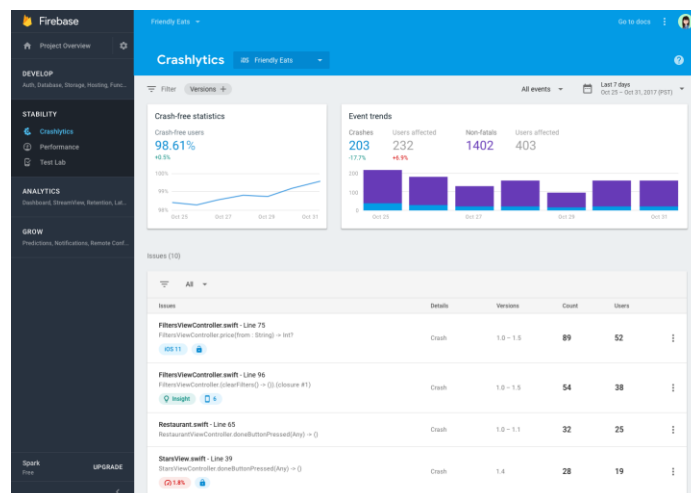 Firebase
Friendly Eats
Go to docs
Project Overview
Crashlytics
iOS Friendly Eats
DEVELOP
Auth, Database, Storage, Hosting, Func...
Filter Versions +
All events
Last 7 days
Oct 25 – Oct 31, 2017 (PDT)
STABILITY
Crashlytics
Performance
Test Lab
ANALYTICS
Dashboard, StreamView, Retention, Lat...
GROW
Predictions, Notifications, Remote Conf...
Crash-free statistics
Crash-free users
98.61%
+0.5%
100%
99%
98%
Oct 25 Oct 27 Oct 29 Oct 31
Event trends
Crashes Users affected Non-fatals Users affected
203 232 1402 403
-17.7% +6.9%
200
100
0
Oct 25 Oct 27 Oct 29 Oct 31
Issues (10)
All
Issues Details Versions Count Users
FiltersViewController.swift - Line 75
FiltersViewController.price(from : String) -> Int?
Crash 1.0 – 1.5 89 52
iOS 11
FiltersViewController.swift - Line 96
FiltersViewController.(clearFilters() -> ()).(closure #1)
Crash 1.0 – 1.5 54 38
Insight 6
Restaurant.swift - Line 65
RestaurantViewController.doneButtonPressed(Any) -> ()
Crash 1.0 – 1.1 32 25
StarsView.swift - Line 39
StarsViewController.doneButtonPressed(Any) -> ()
Crash 1.4 28 19
1.8%
Spark
Free
UPGRADE